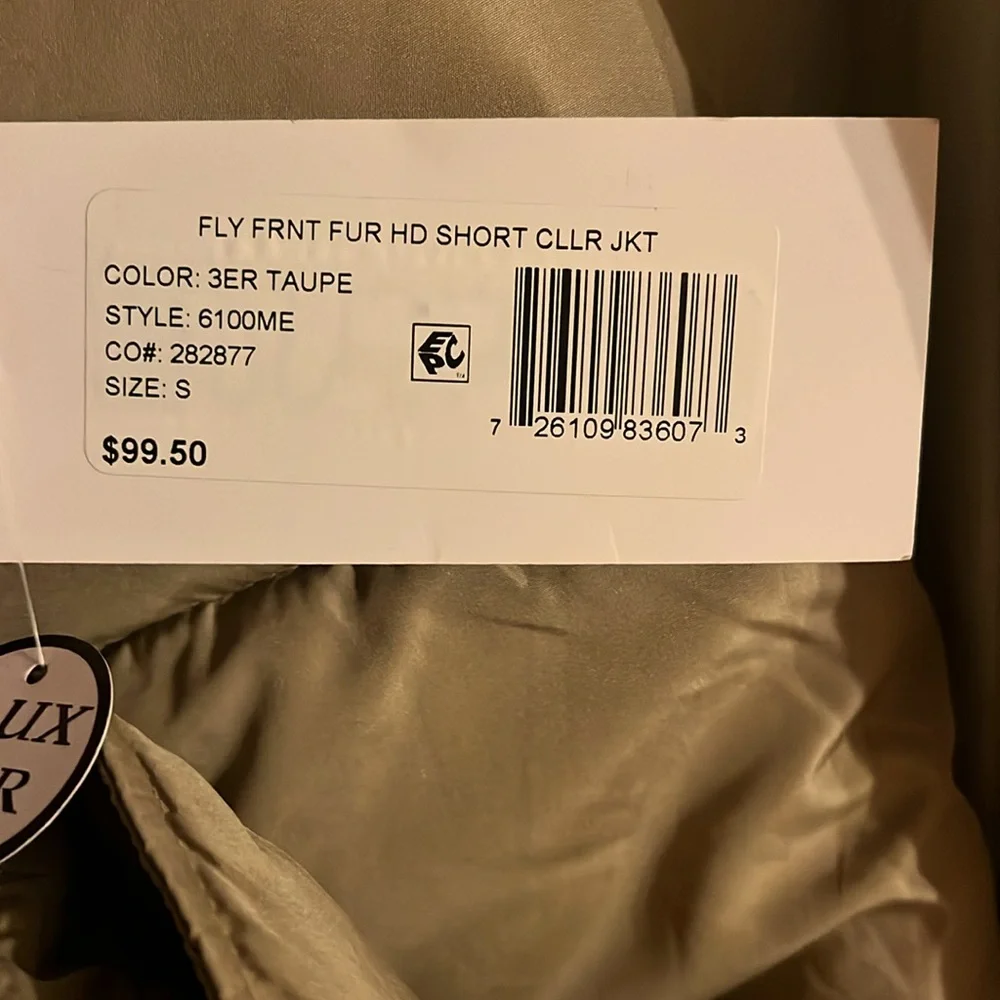 FLY FRNT FUR HD SHORT CLLR JKT
COLOR: 3ER TAUPE
STYLE: 6100ME
CO#: 282877
SIZE: S
$99.50
EPC
7 26109 83607 3
UX
R